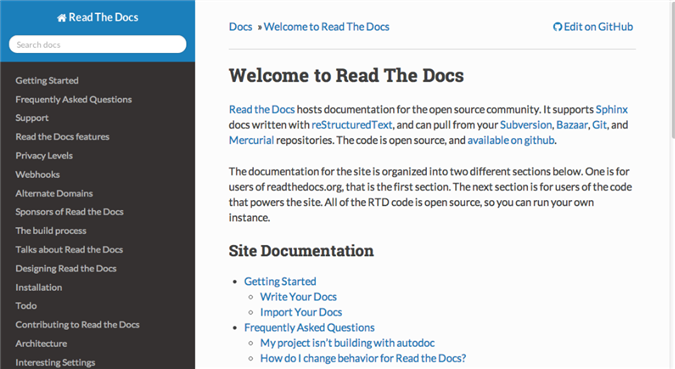 Read The Docs
Search docs
Getting Started
Frequently Asked Questions
Support
Read the Docs features
Privacy Levels
Webhooks
Alternate Domains
Sponsors of Read the Docs
The build process
Talks about Read the Docs
Designing Read the Docs
Installation
Todo
Contributing to Read the Docs
Architecture
Interesting Settings
Docs » Welcome to Read The Docs
Edit on GitHub
Welcome to Read The Docs
Read the Docs hosts documentation for the open source community. It supports Sphinx
docs written with reStructuredText, and can pull from your Subversion, Bazaar, Git, and
Mercurial repositories. The code is open source, and available on github.
The documentation for the site is organized into two different sections below. One is for
users of readthedocs.org, that is the first section. The next section is for users of the code
that powers the site. All of the RTD code is open source, so you can run your own
instance.
Site Documentation
• Getting Started
◦ Write Your Docs
◦ Import Your Docs
• Frequently Asked Questions
◦ My project isn't building with autodoc
◦ How do I change behavior for Read the Docs?